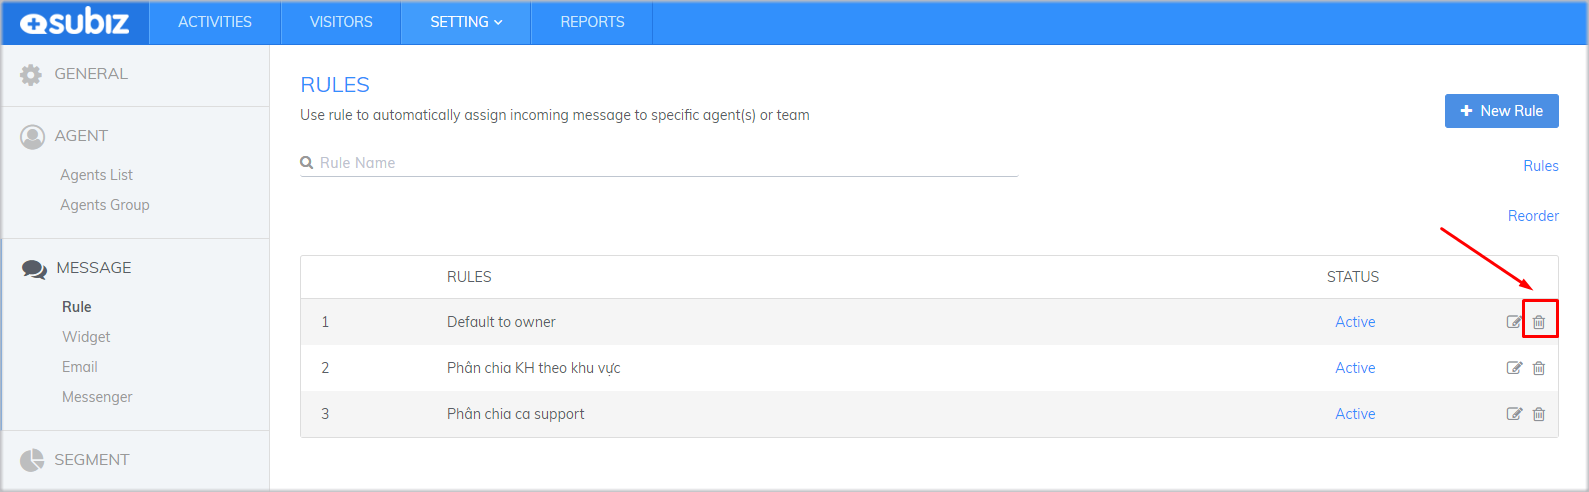 subiz
ACTIVITIES
VISITORS
SETTING
REPORTS
GENERAL
AGENT
Agents List
Agents Group
MESSAGE
Rule
Widget
Email
Messenger
SEGMENT
RULES
Use rule to automatically assign incoming message to specific agent(s) or team
New Rule
Rule Name
Rules
Reorder
RULES STATUS
1 Default to owner Active
2 Phân chia KH theo khu vực Active
3 Phân chia ca support Active